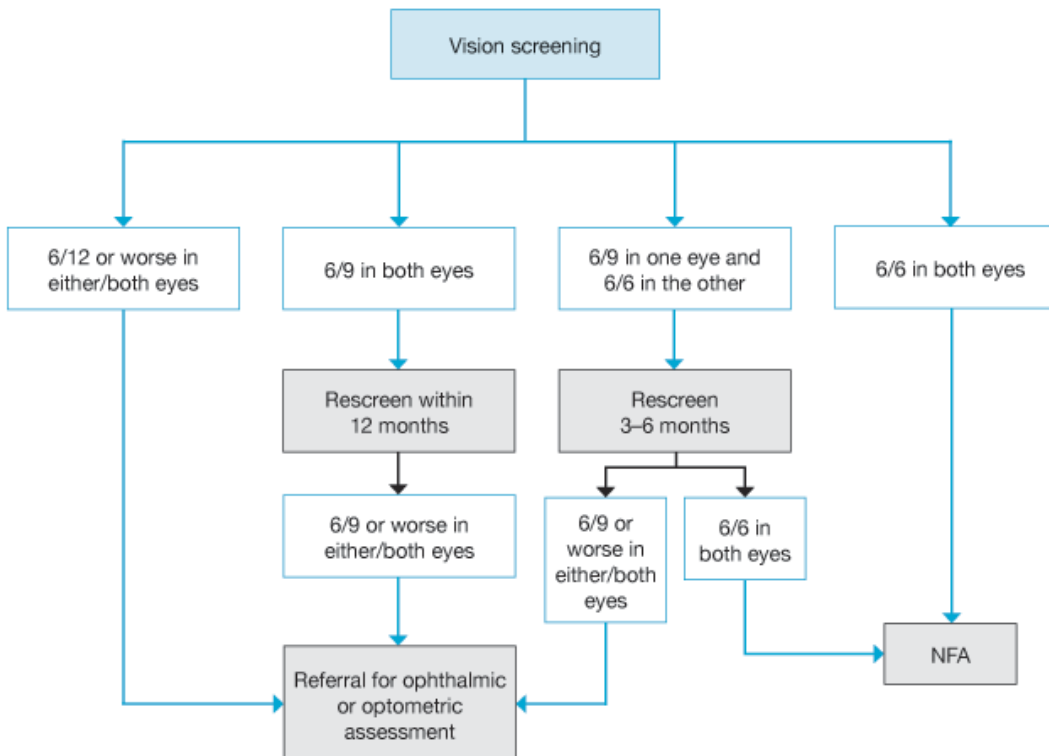 Vision screening
6/12 or worse in
either/both eyes
6/9 in both eyes
6/9 in one eye and
6/6 in the other
6/6 in both eyes
Rescreen within
12 months
Rescreen
3–6 months
6/9 or worse in
either/both eyes
6/9 or
worse in
either/both
eyes
6/6 in
both eyes
NFA
Referral for ophthalmic
or optometric
assessment